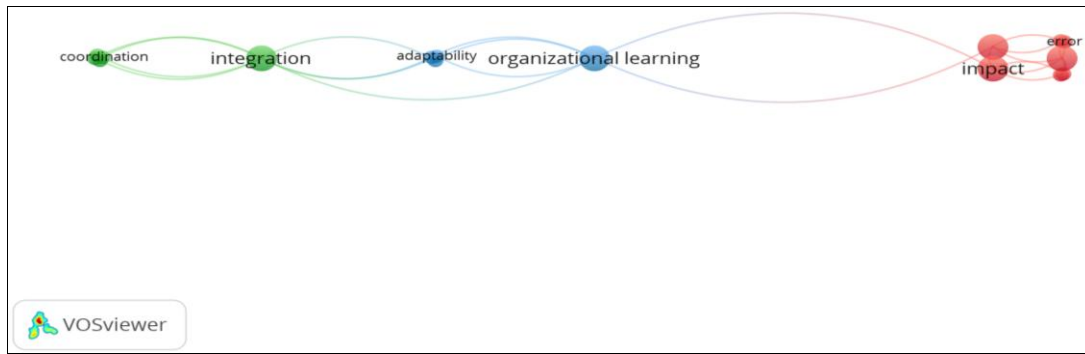 coordination
integration
adaptability
organizational learning
impact
error
VOSviewer